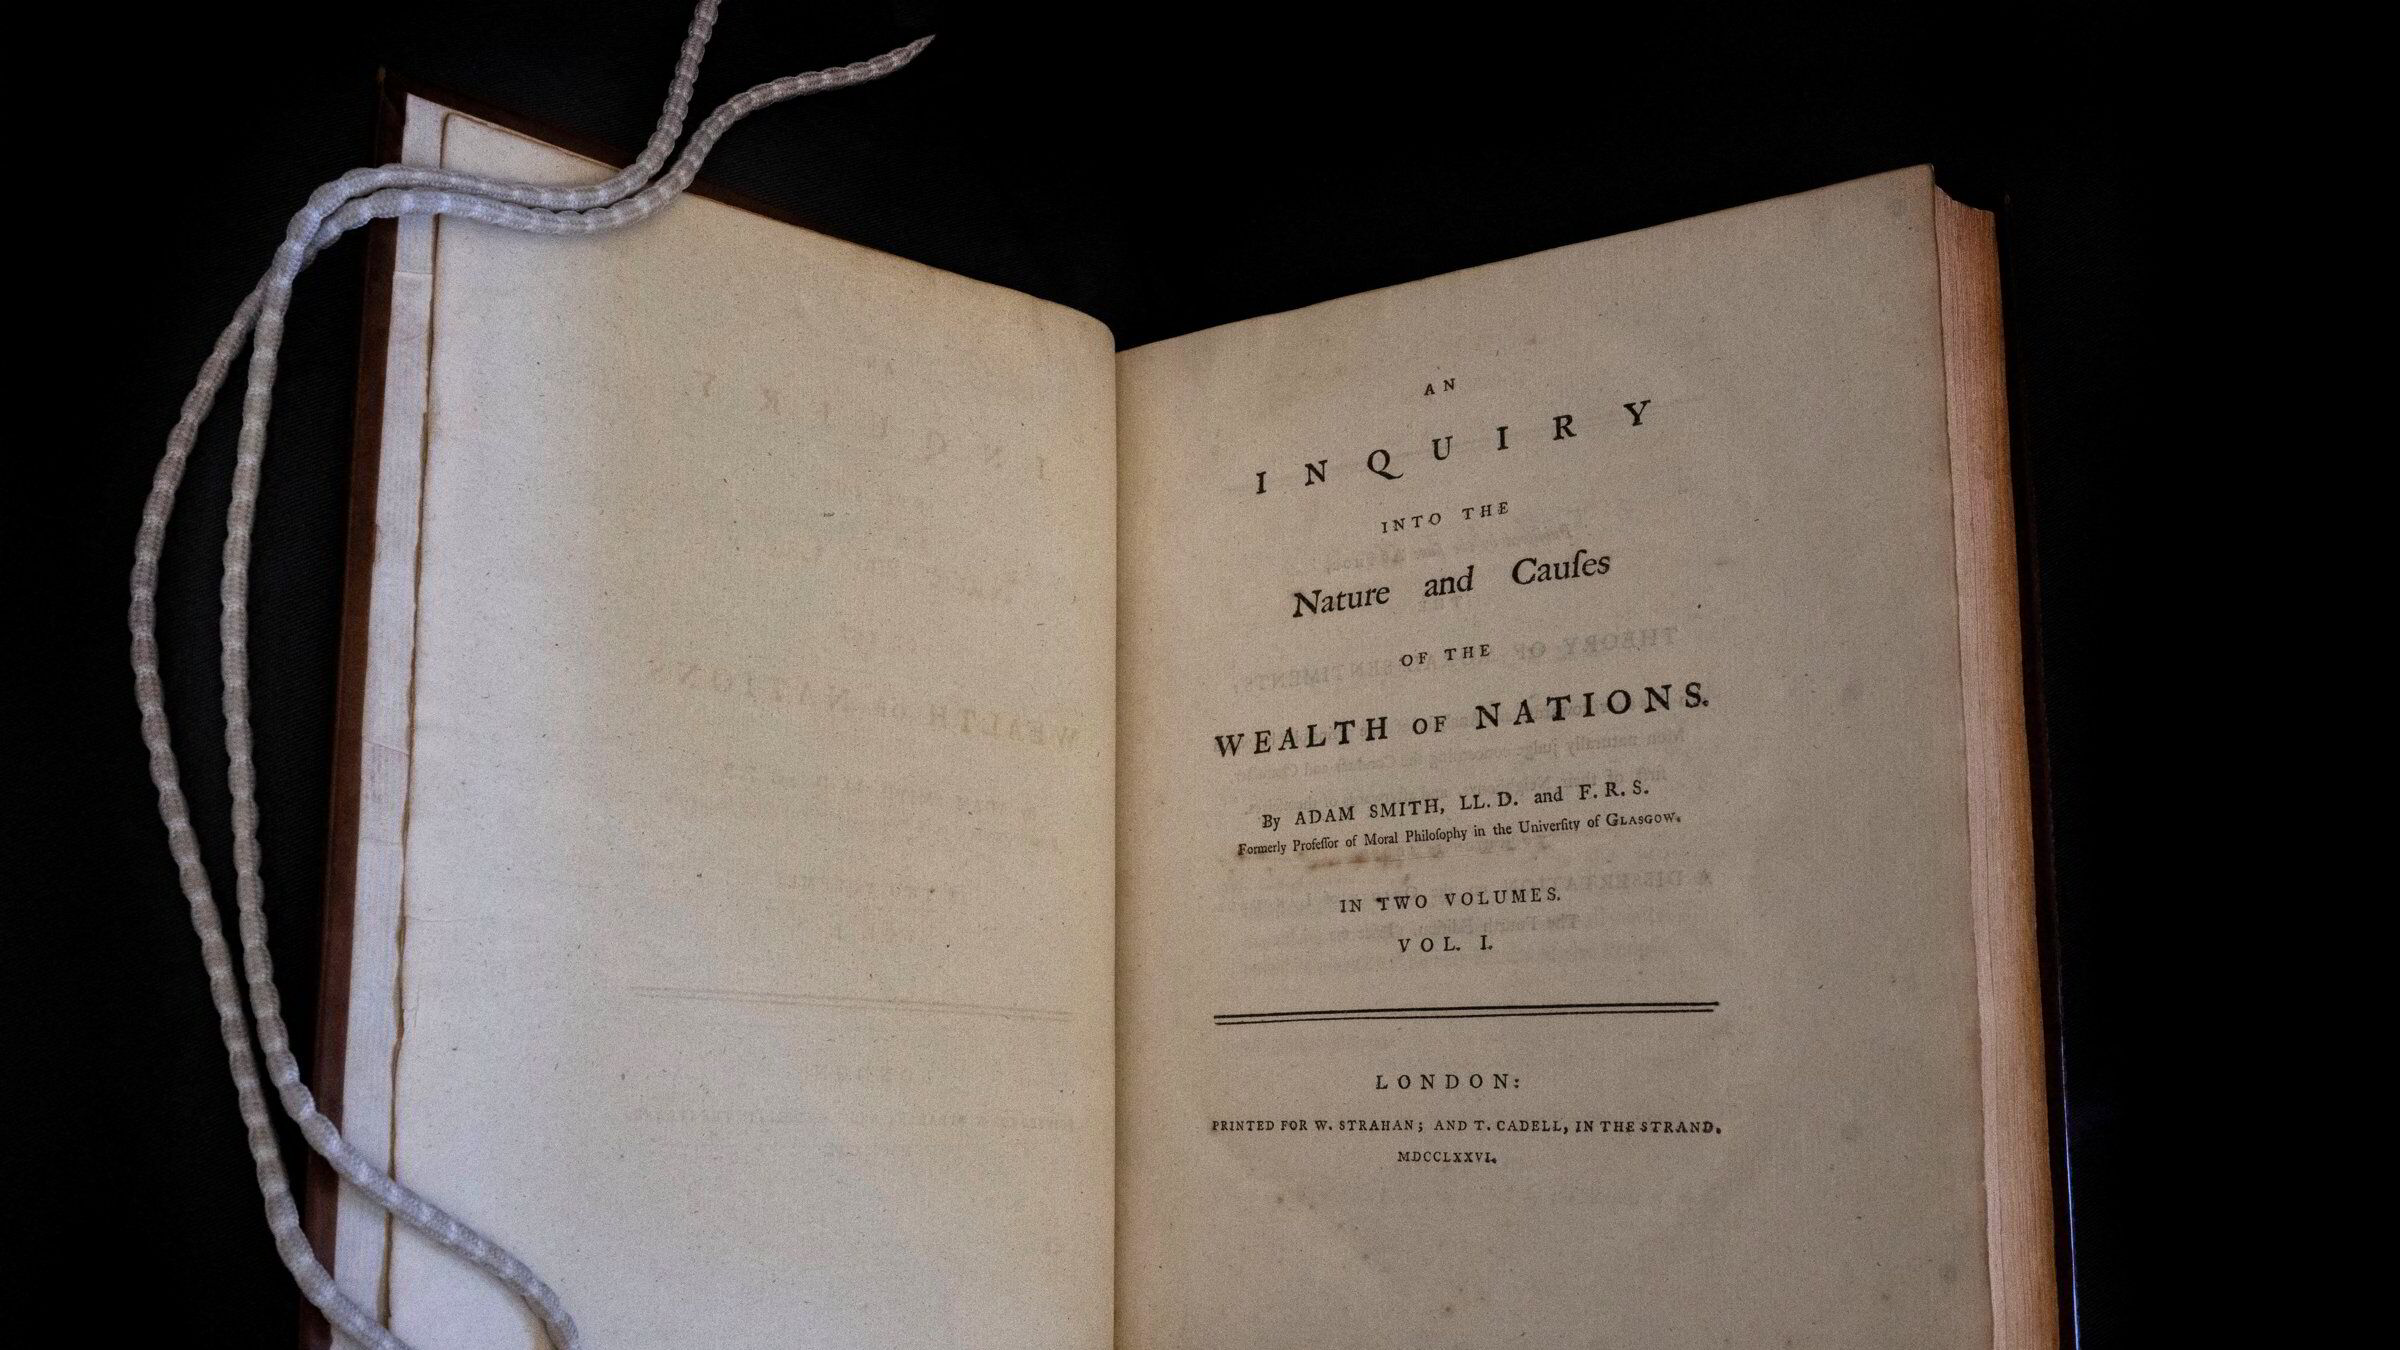 AN
INQUIRY
INTO THE
Nature and Cauſes
OF THE
WEALTH OF NATIONS.
By ADAM SMITH, LL. D. and F. R. S.
Formerly Profeſſor of Moral Philoſophy in the Univerſity of GLASGOW.
IN TWO VOLUMES.
VOL. I.
LONDON:
PRINTED FOR W. STRAHAN; AND T. CADELL, IN THE STRAND.
MDCCLXXVI.